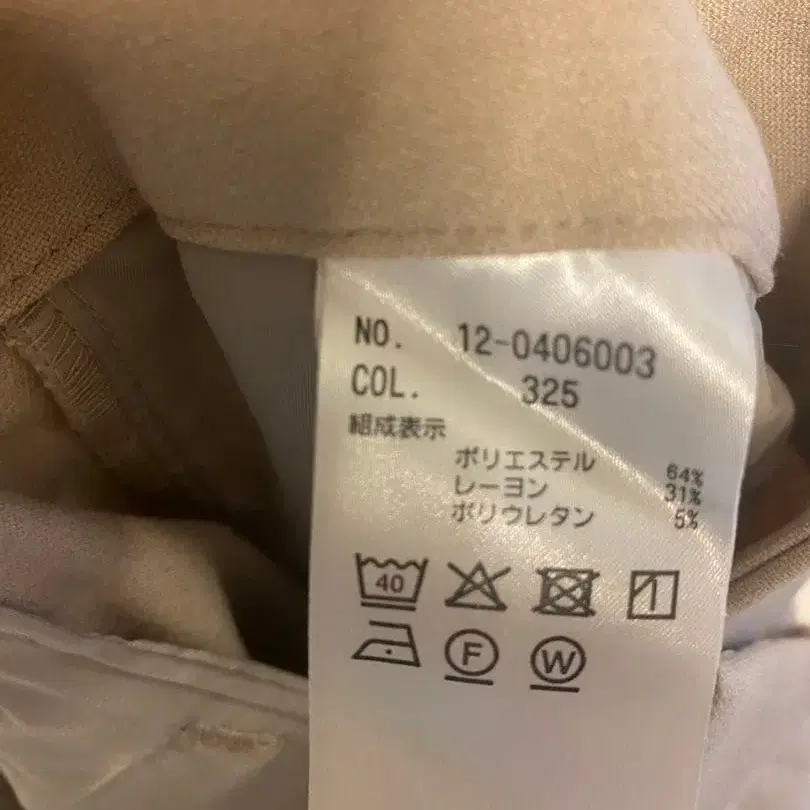 NO. 12-0406003
COL. 325
組成表示
ポリエステル 64%
レーヨン 31%
ポリウレタン 5%
40
F W